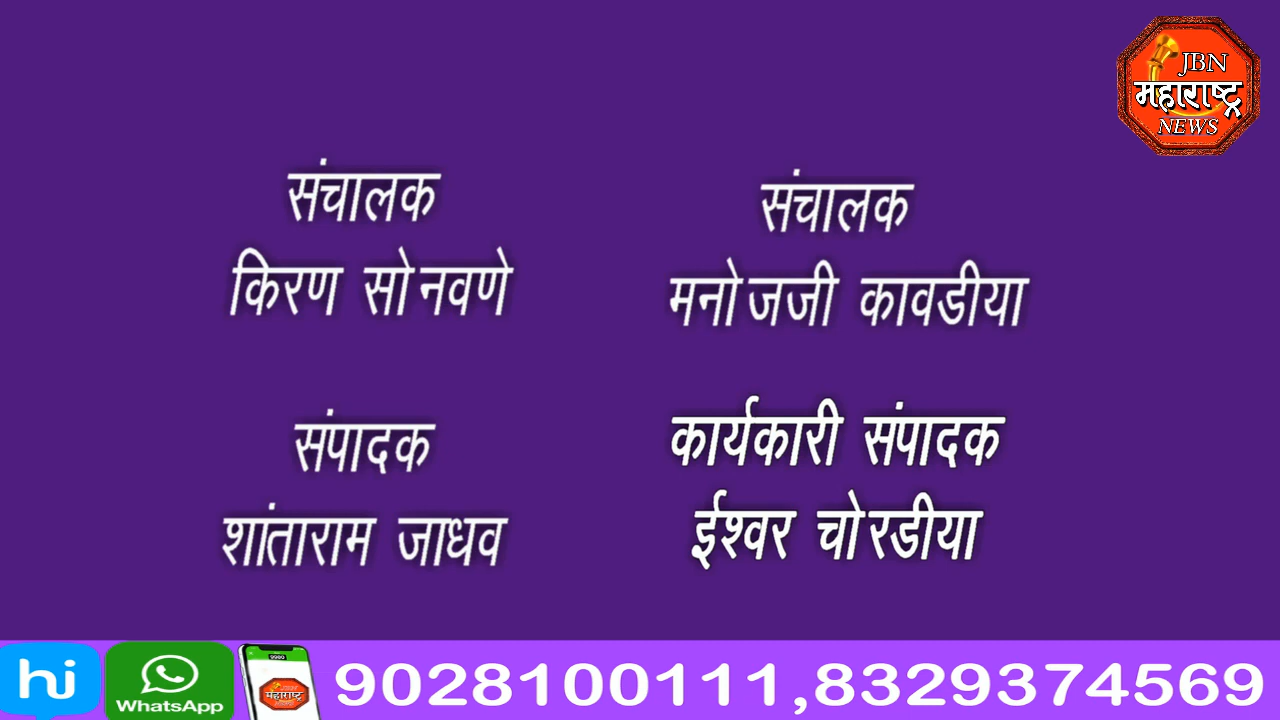 JBN
महाराष्ट्र
NEWS
संचालक
किरण सोनवणे
संचालक
मनोजजी कावडीया
संपादक
शांताराम जाधव
कार्यकारी संपादक
ईश्वर चोरडीया
hi
WhatsApp
महाराष्ट्र
9028100111,8329374569